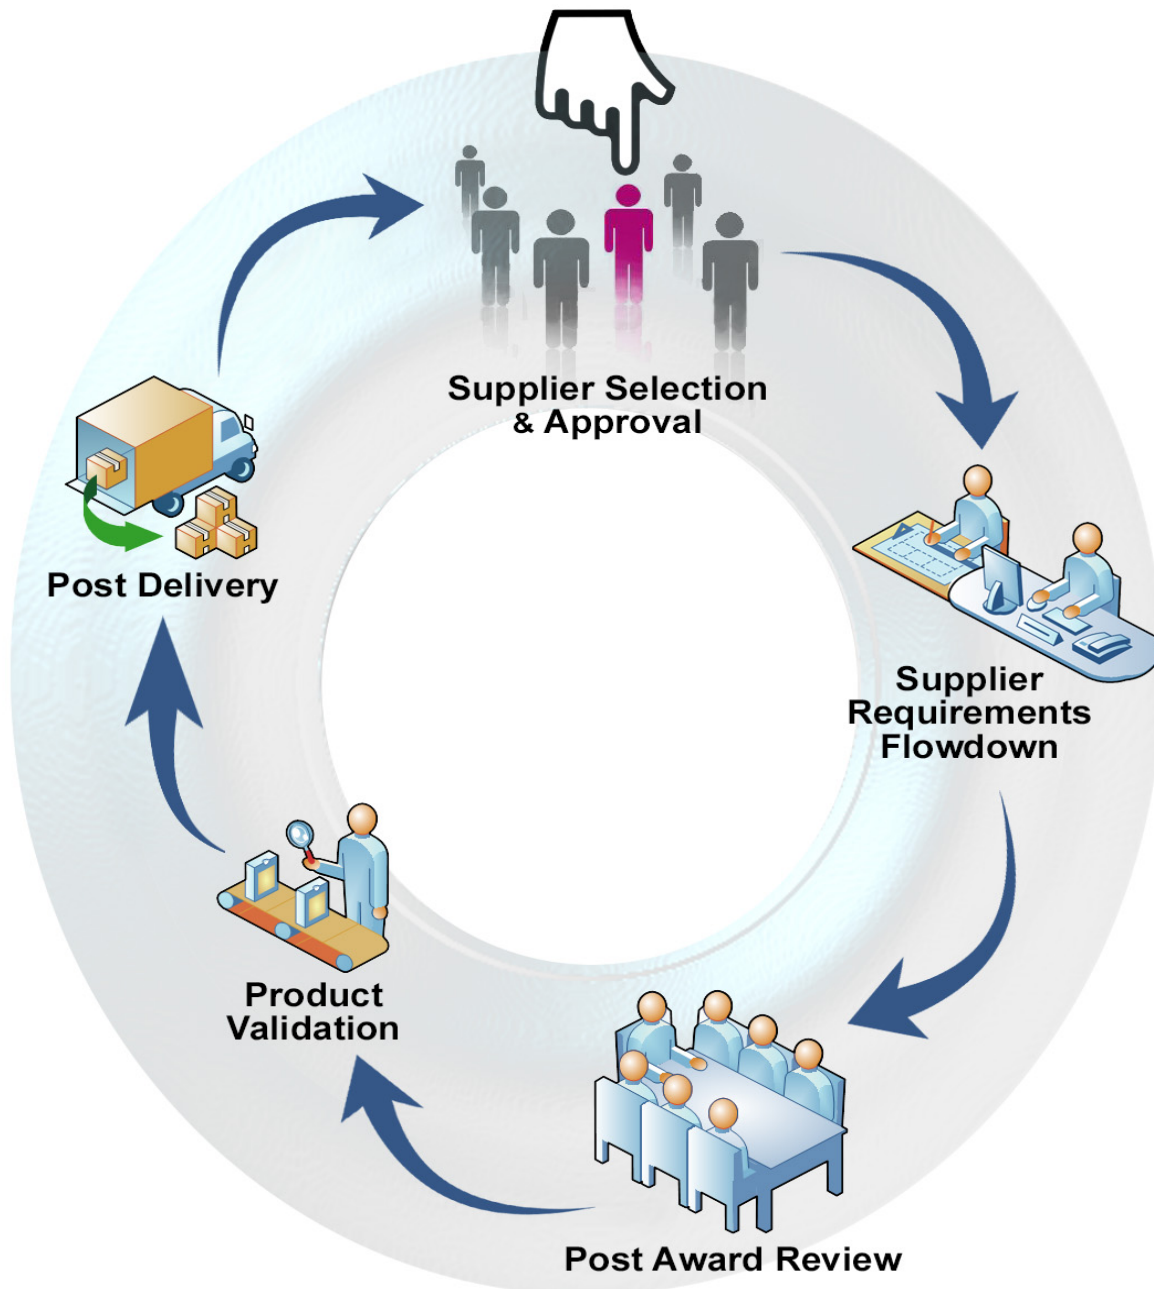 Supplier Selection
& Approval
Supplier
Requirements
Flowdown
Post Award Review
Product
Validation
Post Delivery